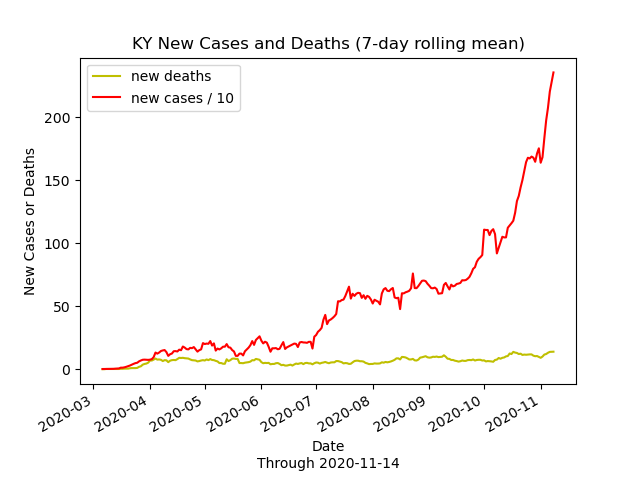 KY New Cases and Deaths (7-day rolling mean)
new deaths
new cases / 10
New Cases or Deaths
200
150
100
50
0
2020-03
2020-04
2020-05
2020-06
2020-07
2020-08
2020-09
2020-10
2020-11
Date
Through 2020-11-14